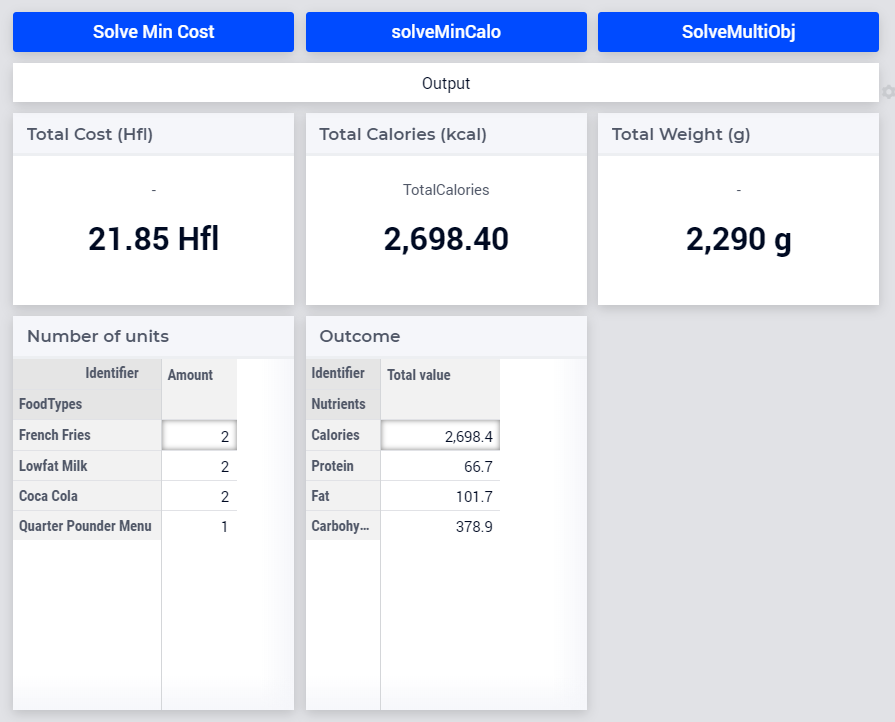 Solve Min Cost
solveMinCalo
SolveMultiObj
Output
Total Cost (Hfl)
-
21.85 Hfl
Total Calories (kcal)
TotalCalories
2,698.40
Total Weight (g)
-
2,290 g
Number of units
Identifier Amount
FoodTypes
French Fries 2
Lowfat Milk 2
Coca Cola 2
Quarter Pounder Menu 1
Outcome
Identifier Total value
Nutrients
Calories 2,698.4
Protein 66.7
Fat 101.7
Carbohy... 378.9